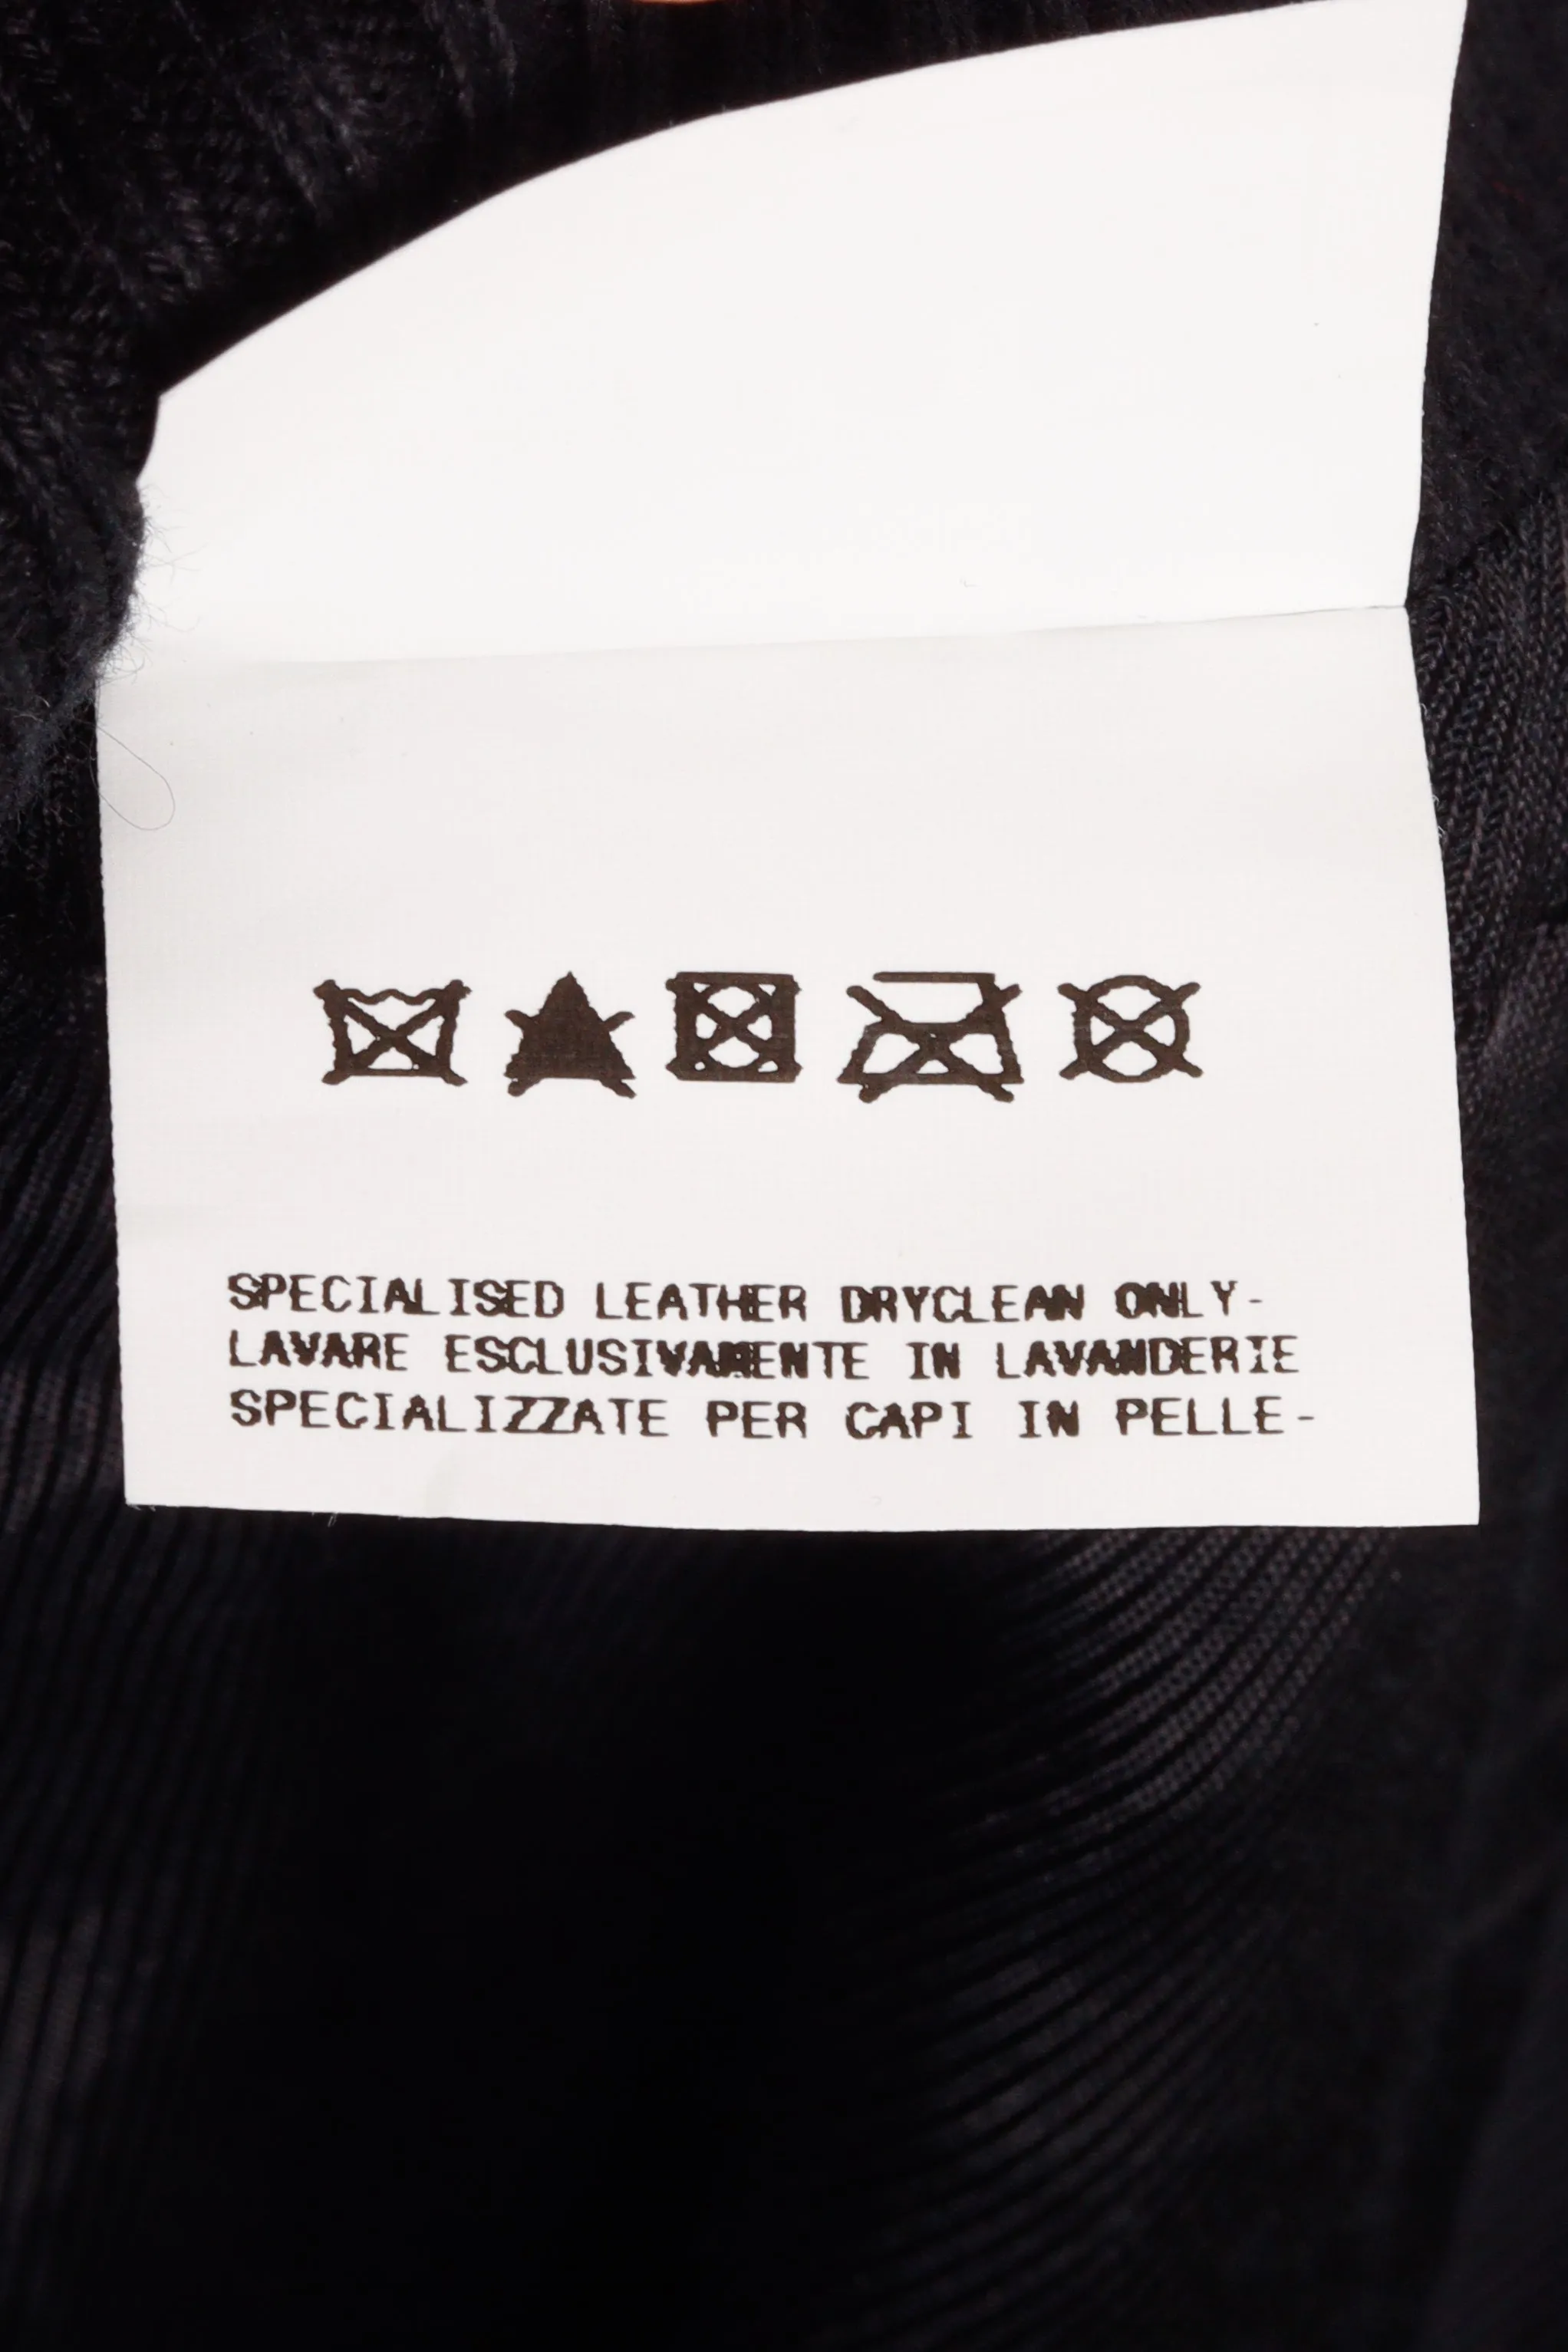 SPECIALISED LEATHER DRYCLEAN ONLY-
LAVARE ESCLUSIVAMENTE IN LAVANDERIE
SPECIALIZZATE PER CAPI IN PELLE-